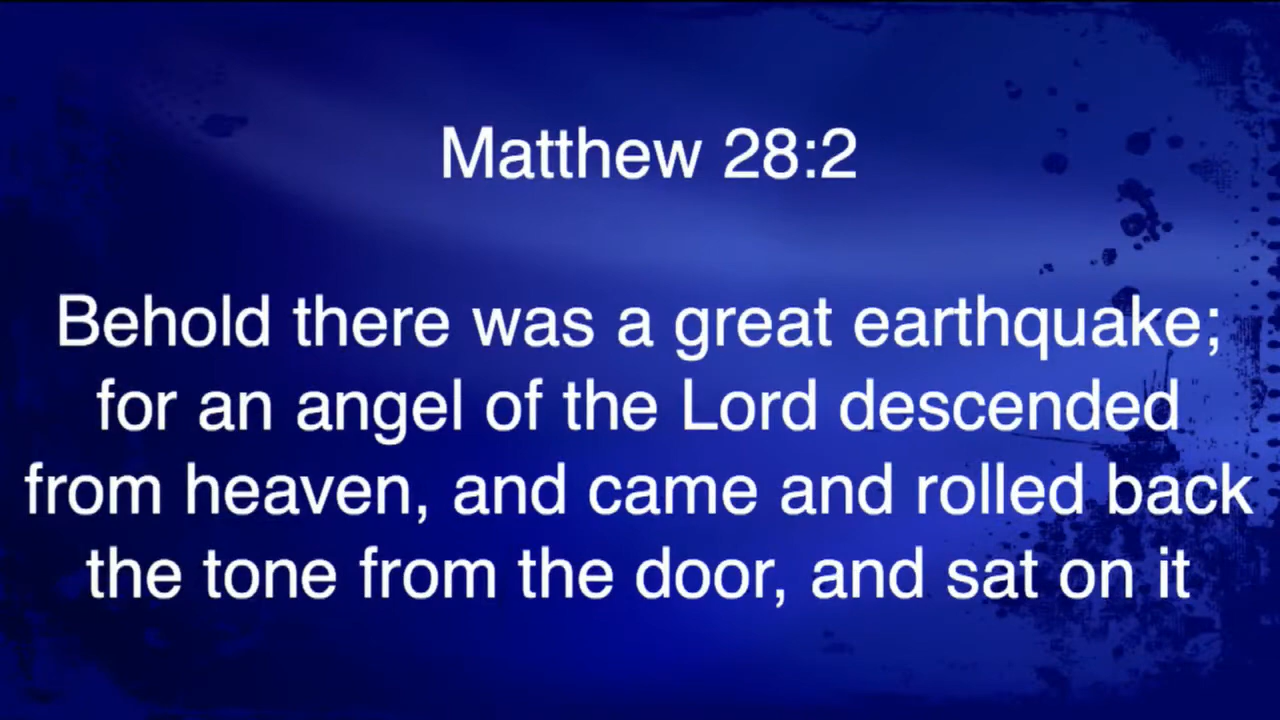 Matthew 28:2
Behold there was a great earthquake;
for an angel of the Lord descended
from heaven, and came and rolled back
the tone from the door, and sat on it